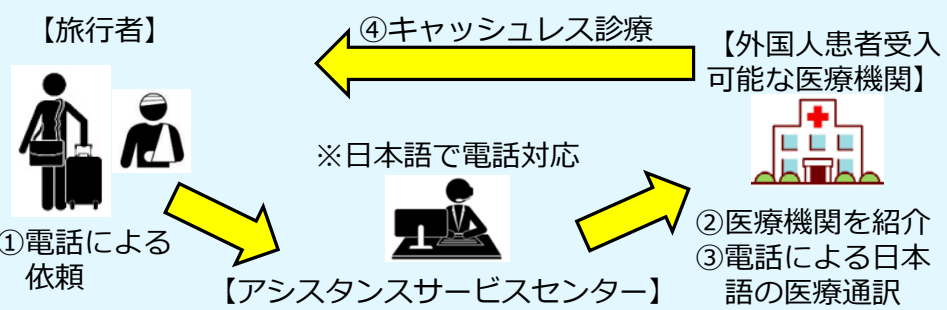 【旅行者】
④キャッシュレス診療
【外国人患者受入
可能な医療機関】
※日本語で電話対応
①電話による
依頼
②医療機関を紹介
③電話による日本
語の医療通訳
【アシスタンスサービスセンター】